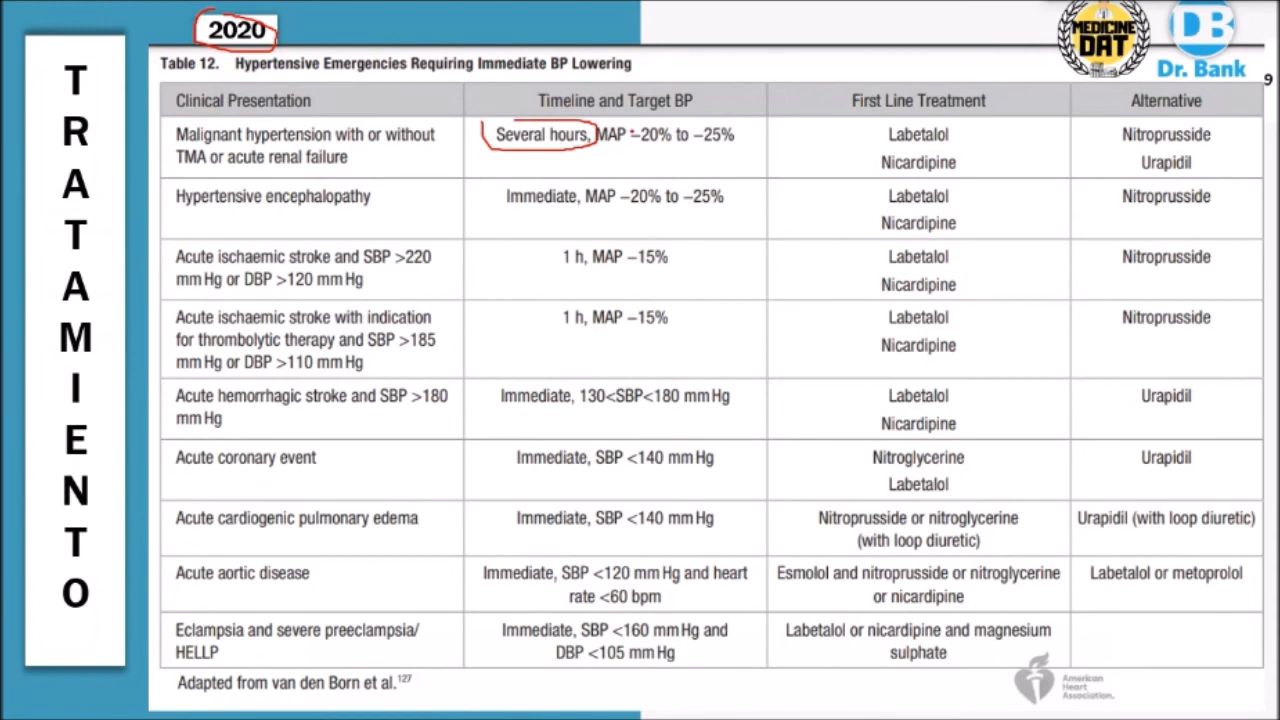 2020
MEDICINE
DAT
DB
Dr. Bank
9
TRATAMIENTO
Table 12. Hypertensive Emergencies Requiring Immediate BP Lowering
Clinical Presentation Timeline and Target BP First Line Treatment Alternative
Malignant hypertension with or without Several hours, MAP −20% to −25% Labetalol Nitroprusside
TMA or acute renal failure Nicardipine Urapidil
Hypertensive encephalopathy Immediate, MAP −20% to −25% Labetalol Nitroprusside
Nicardipine
Acute ischaemic stroke and SBP >220 1 h, MAP −15% Labetalol Nitroprusside
mm Hg or DBP >120 mm Hg Nicardipine
Acute ischaemic stroke with indication 1 h, MAP −15% Labetalol Nitroprusside
for thrombolytic therapy and SBP >185 Nicardipine
mm Hg or DBP >110 mm Hg
Acute hemorrhagic stroke and SBP >180 Immediate, 130<SBP<180 mm Hg Labetalol Urapidil
mm Hg Nicardipine
Acute coronary event Immediate, SBP <140 mm Hg Nitroglycerine Urapidil
Labetalol
Acute cardiogenic pulmonary edema Immediate, SBP <140 mm Hg Nitroprusside or nitroglycerine Urapidil (with loop diuretic)
(with loop diuretic)
Acute aortic disease Immediate, SBP <120 mm Hg and heart Esmolol and nitroprusside or nitroglycerine Labetalol or metoprolol
rate <60 bpm or nicardipine
Eclampsia and severe preeclampsia/ Immediate, SBP <160 mm Hg and Labetalol or nicardipine and magnesium
HELLP DBP <105 mm Hg sulphate
Adapted from van den Born et al.127
American
Heart
Association.